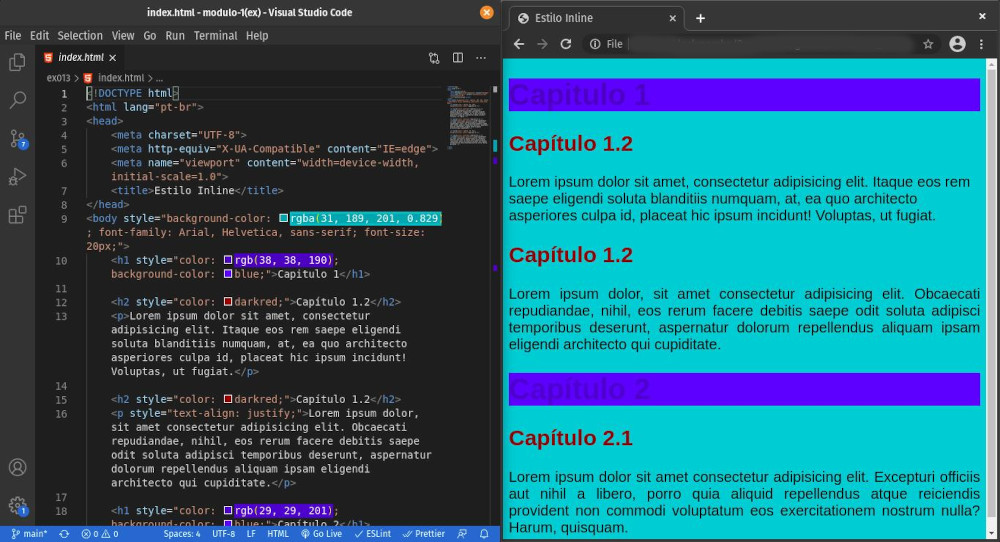 index.html - modulo-1(ex) - Visual Studio Code
File Edit Selection View Go Run Terminal Help
index.html
ex013 > index.html > ...
1 <!DOCTYPE html>
2 <html lang="pt-br">
3 <head>
4 <meta charset="UTF-8">
5 <meta http-equiv="X-UA-Compatible" content="IE=edge">
6 <meta name="viewport" content="width=device-width,
initial-scale=1.0">
7 <title>Estilo Inline</title>
8 </head>
9 <body style="background-color: rgba(31, 189, 201, 0.829)
; font-family: Arial, Helvetica, sans-serif; font-size:
20px;">
10 <h1 style="color: rgb(38, 38, 190);
background-color: blue;">Capitulo 1</h1>
11
12 <h2 style="color: darkred;">Capítulo 1.2</h2>
13 <p>Lorem ipsum dolor sit amet, consectetur
adipisicing elit. Itaque eos rem saepe eligendi
soluta blanditiis numquam, at, ea quo architecto
asperiores culpa id, placeat hic ipsum incidunt!
Voluptas, ut fugiat.</p>
14
15 <h2 style="color: darkred;">Capítulo 1.2</h2>
16 <p style="text-align: justify;">Lorem ipsum dolor,
sit amet consectetur adipisicing elit. Obcaecati
repudiandae, nihil, eos rerum facere debitis saepe
odit soluta adipisci temporibus deserunt, aspernatur
dolorum repellendus aliquam ipsam eligendi
architecto qui cupiditate.</p>
17
18 <h1 style="color: rgb(29, 29, 201);
background-color: blue;">Capítulo 2</h1>
7
1
main* 0 0 Spaces: 4 UTF-8 LF HTML Go Live ESLint Prettier
Estilo Inline
File
Capitulo 1
Capítulo 1.2
Lorem ipsum dolor sit amet, consectetur adipisicing elit. Itaque eos rem
saepe eligendi soluta blanditiis numquam, at, ea quo architecto
asperiores culpa id, placeat hic ipsum incidunt! Voluptas, ut fugiat.
Capítulo 1.2
Lorem ipsum dolor, sit amet consectetur adipisicing elit. Obcaecati
repudiandae, nihil, eos rerum facere debitis saepe odit soluta adipisci
temporibus deserunt, aspernatur dolorum repellendus aliquam ipsam
eligendi architecto qui cupiditate.
Capítulo 2
Capítulo 2.1
Lorem ipsum dolor sit amet consectetur adipisicing elit. Excepturi officiis
aut nihil a libero, porro quia aliquid repellendus atque reiciendis
provident non commodi voluptatum eos exercitationem nostrum nulla?
Harum, quisquam.